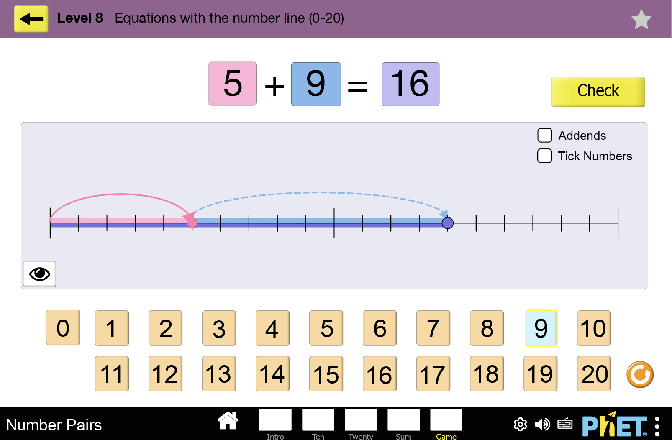 Level 8 Equations with the number line (0-20)
5 + 9 = 16
Check
Addends
Tick Numbers
0 1 2 3 4 5 6 7 8 9 10
11 12 13 14 15 16 17 18 19 20
Number Pairs
Intro Ten Twenty Sum Game
PhET